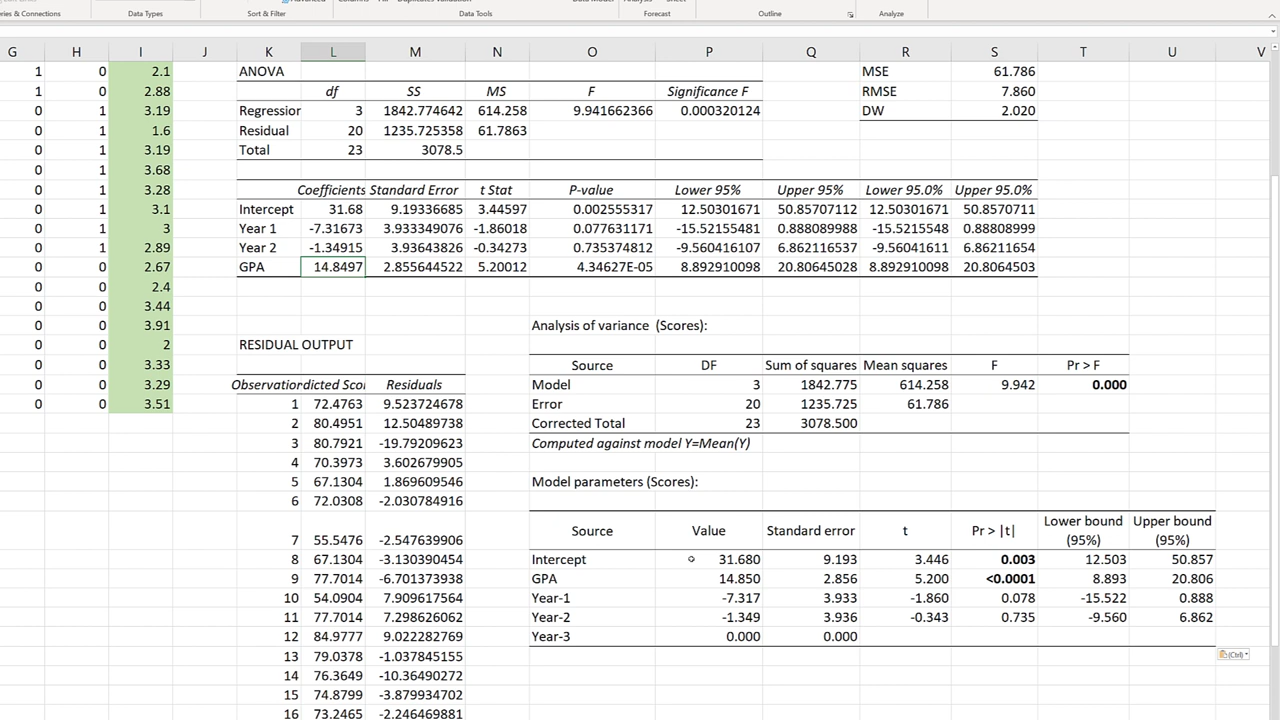 Data Types Sort & Filter Data Tools Forecast Outline Analyze
G H I J K L M N O P Q R S T U V
1 0 2.1 ANOVA MSE 61.786
1 0 2.88 df SS MS F Significance F RMSE 7.860
0 1 3.19 Regression 3 1842.774642 614.258 9.941662366 0.000320124 DW 2.020
0 1 1.6 Residual 20 1235.725358 61.7863
0 1 3.19 Total 23 3078.5
0 1 3.68
0 1 3.28 Coefficients Standard Error t Stat P-value Lower 95% Upper 95% Lower 95.0% Upper 95.0%
0 1 3.1 Intercept 31.68 9.19336685 3.44597 0.002555317 12.50301671 50.85707112 12.50301671 50.8570711
0 1 3 Year 1 -7.31673 3.933349076 -1.86018 0.077631171 -15.52155481 0.888089988 -15.5215548 0.88808999
0 1 2.89 Year 2 -1.34915 3.93643826 -0.34273 0.735374812 -9.560416107 6.862116537 -9.56041611 6.86211654
0 0 2.67 GPA 14.8497 2.855644522 5.20012 4.34627E-05 8.892910098 20.80645028 8.892910098 20.8064503
0 0 2.4
0 0 3.44
0 0 3.91 Analysis of variance (Scores):
0 0 2 RESIDUAL OUTPUT
0 0 3.33 Source DF Sum of squares Mean squares F Pr > F
0 0 3.29 Observation dicted Scor Residuals Model 3 1842.775 614.258 9.942 0.000
0 0 3.51 1 72.4763 9.523724678 Error 20 1235.725 61.786
2 80.4951 12.50489738 Corrected Total 23 3078.500
3 80.7921 -19.79209623 Computed against model Y=Mean(Y)
4 70.3973 3.602679905
5 67.1304 1.869609546 Model parameters (Scores):
6 72.0308 -2.030784916
Source Value Standard error t Pr > |t| Lower bound (95%) Upper bound (95%)
7 55.5476 -2.547639906
8 67.1304 -3.130390454 Intercept 31.680 9.193 3.446 0.003 12.503 50.857
9 77.7014 -6.701373938 GPA 14.850 2.856 5.200 <0.0001 8.893 20.806
10 54.0904 7.909617564 Year-1 -7.317 3.933 -1.860 0.078 -15.522 0.888
11 77.7014 7.298626062 Year-2 -1.349 3.936 -0.343 0.735 -9.560 6.862
12 84.9777 9.022282769 Year-3 0.000 0.000
13 79.0378 -1.037845155 (Ctrl)
14 76.3649 -10.36490272
15 74.8799 -3.879934702
16 73.2465 -2.246469881